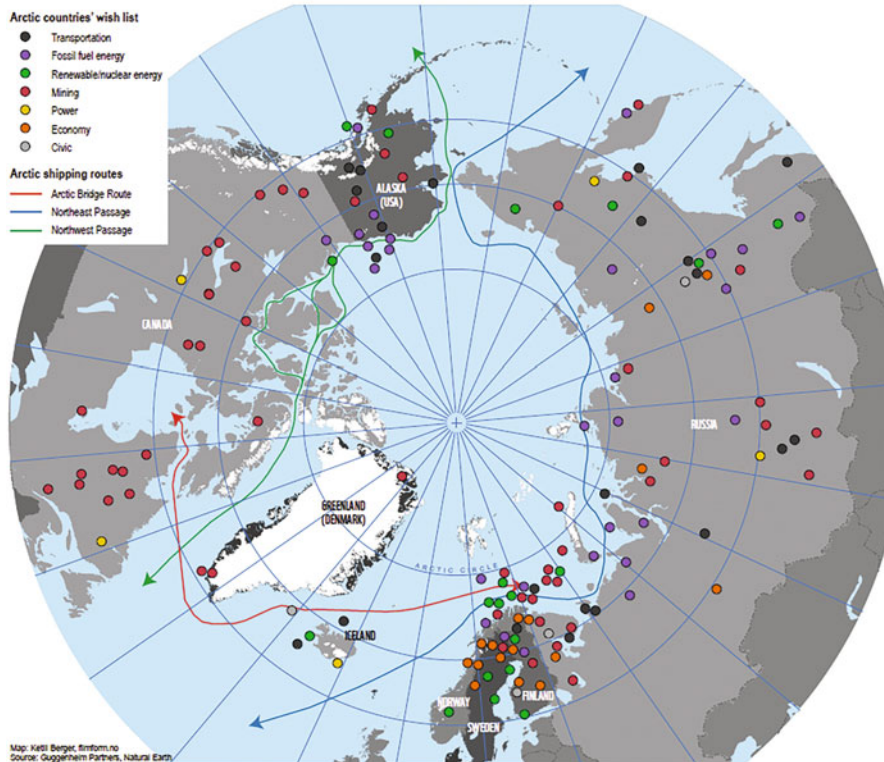 Arctic countries' wish list
Transportation
Fossil fuel energy
Renewable/nuclear energy
Mining
Power
Economy
Civic
Arctic shipping routes
Arctic Bridge Route
Northeast Passage
Northwest Passage
ALASKA
(USA)
CANADA
RUSSIA
GREENLAND
(DENMARK)
ARCTIC CIRCLE
ICELAND
NORWAY
FINLAND
SWEDEN
Map: Ketil Berger, filmform.no
Source: Guggenheim Partners, Natural Earth